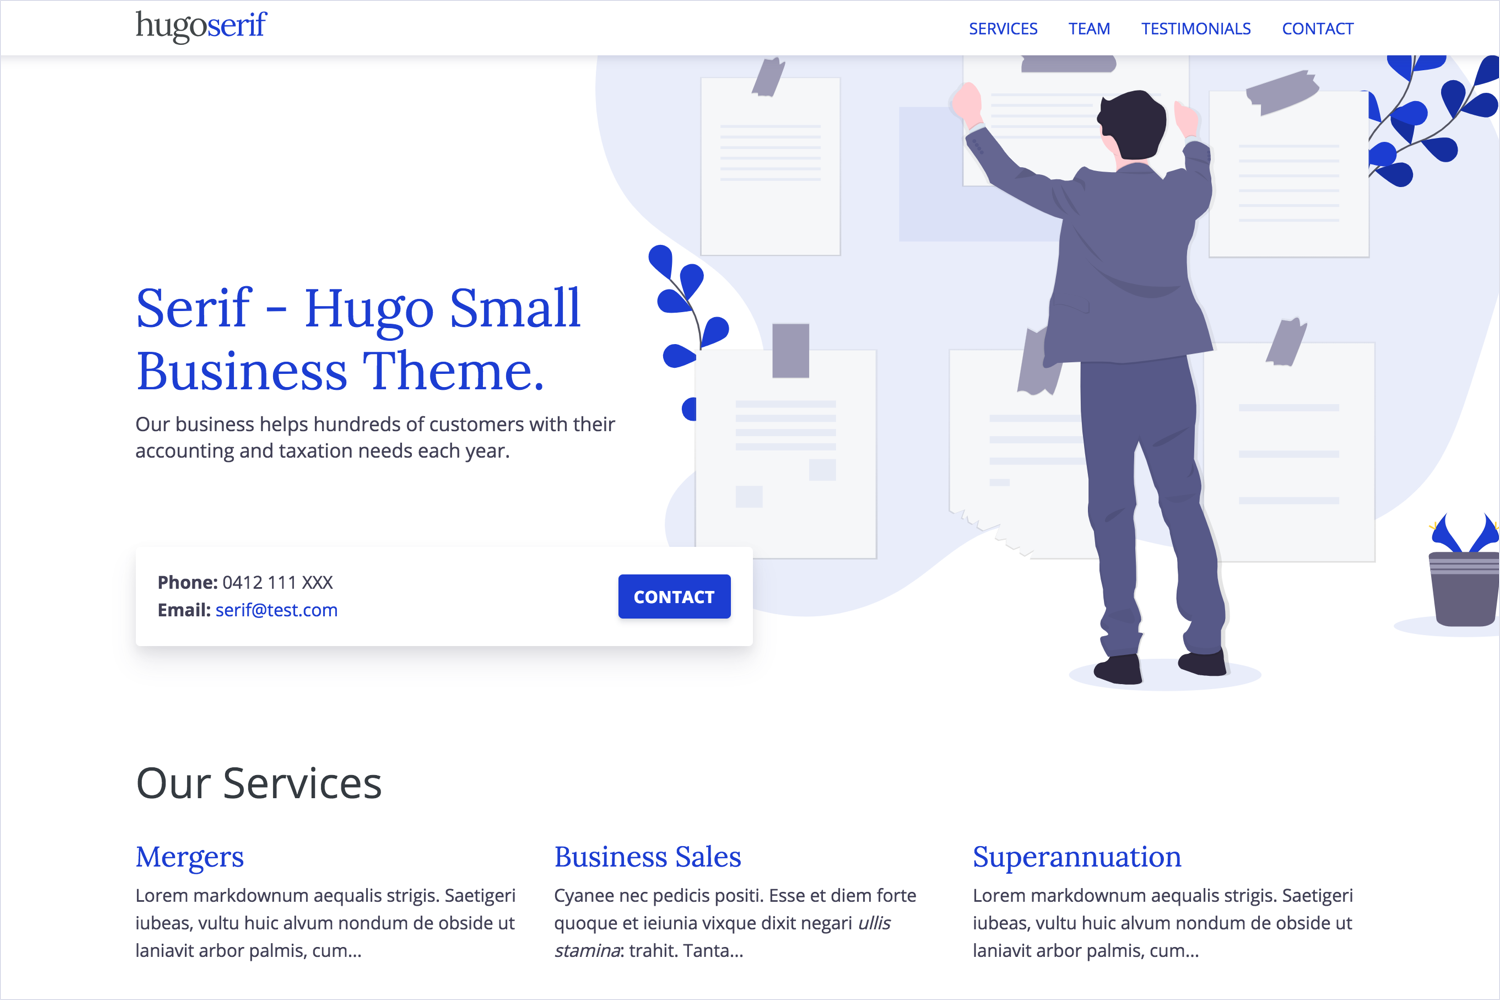 hugoserif
SERVICES TEAM TESTIMONIALS CONTACT
Serif - Hugo Small
Business Theme.
Our business helps hundreds of customers with their
accounting and taxation needs each year.
Phone: 0412 111 XXX
Email: serif@test.com
CONTACT
Our Services
Mergers
Lorem markdownum aequalis strigis. Saetigeri
iubeas, vultu huic alvum nondum de obside ut
laniavit arbor palmis, cum...
Business Sales
Cyanee nec pedicis positi. Esse et diem forte
quoque et ieiunia vixque dixit negari ullis
stamina: trahit. Tanta...
Superannuation
Lorem markdownum aequalis strigis. Saetigeri
iubeas, vultu huic alvum nondum de obside ut
laniavit arbor palmis, cum...